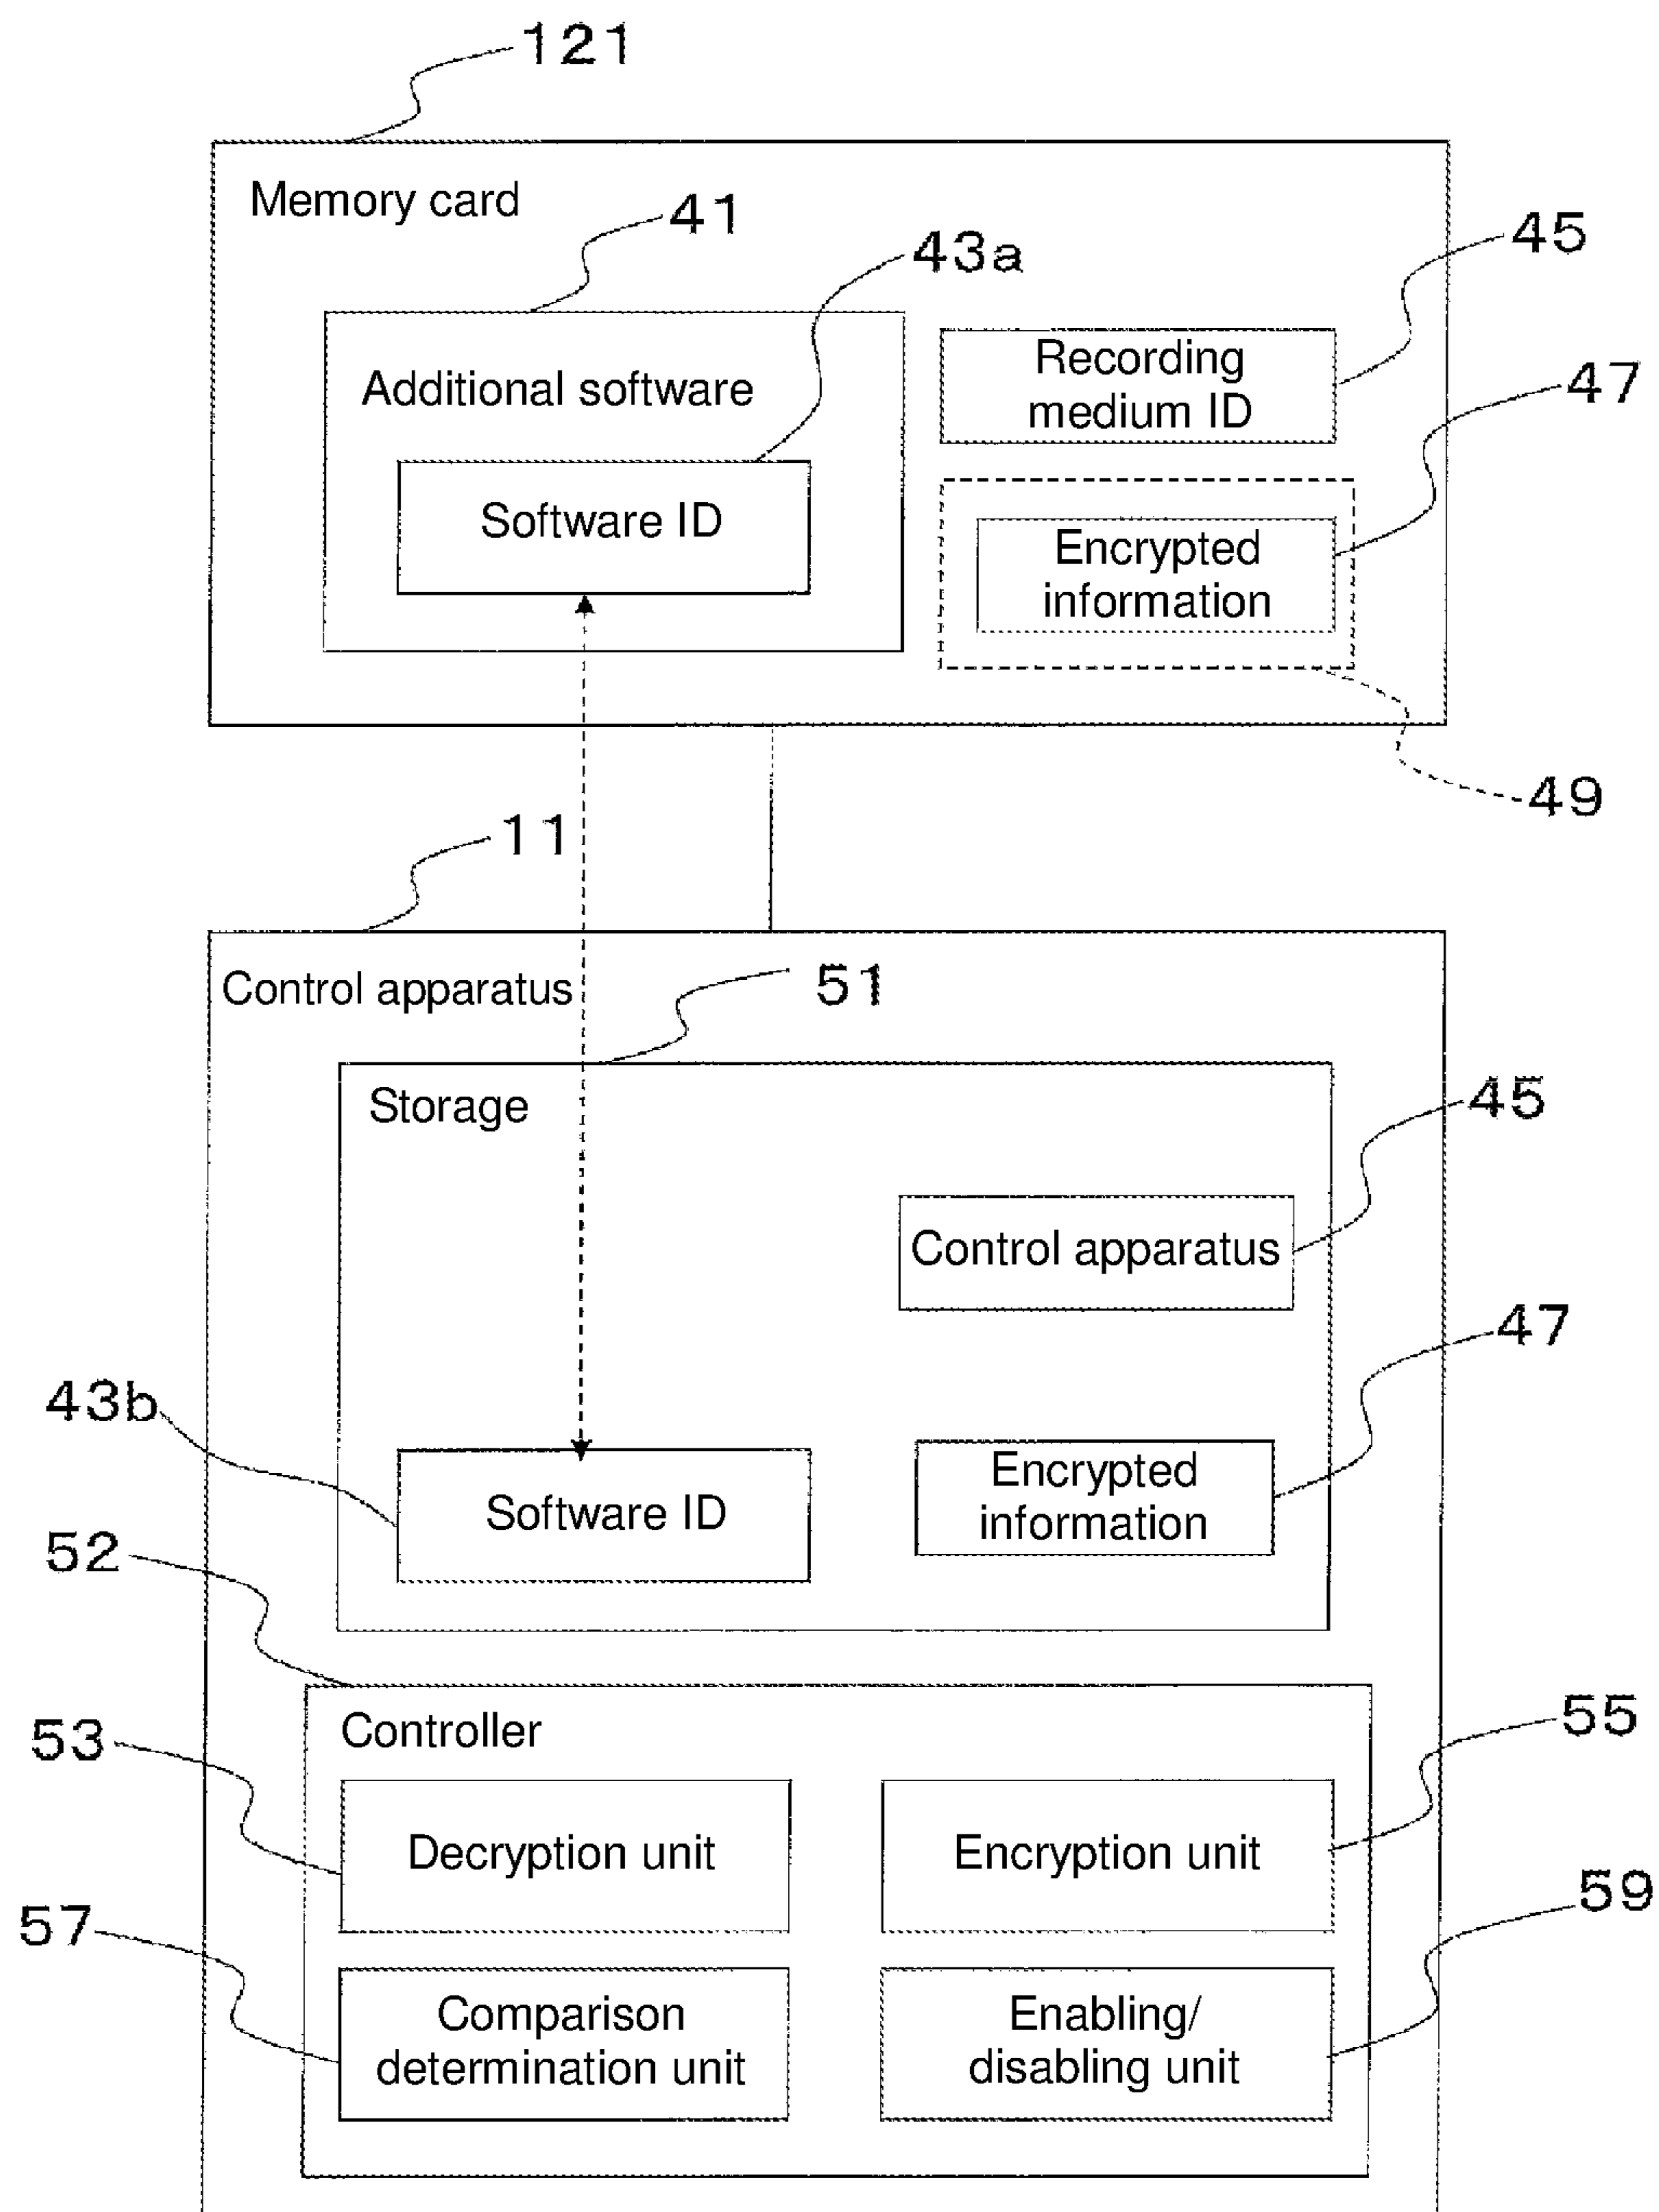 121
Memory card
41
43a
45
Additional software
Recording
medium ID
47
Software ID
Encrypted
information
49
11
Control apparatus
51
Storage
45
Control apparatus
47
43b
Software ID
Encrypted
information
52
Controller
53
55
Decryption unit
Encryption unit
57
59
Comparison
determination unit
Enabling/
disabling unit